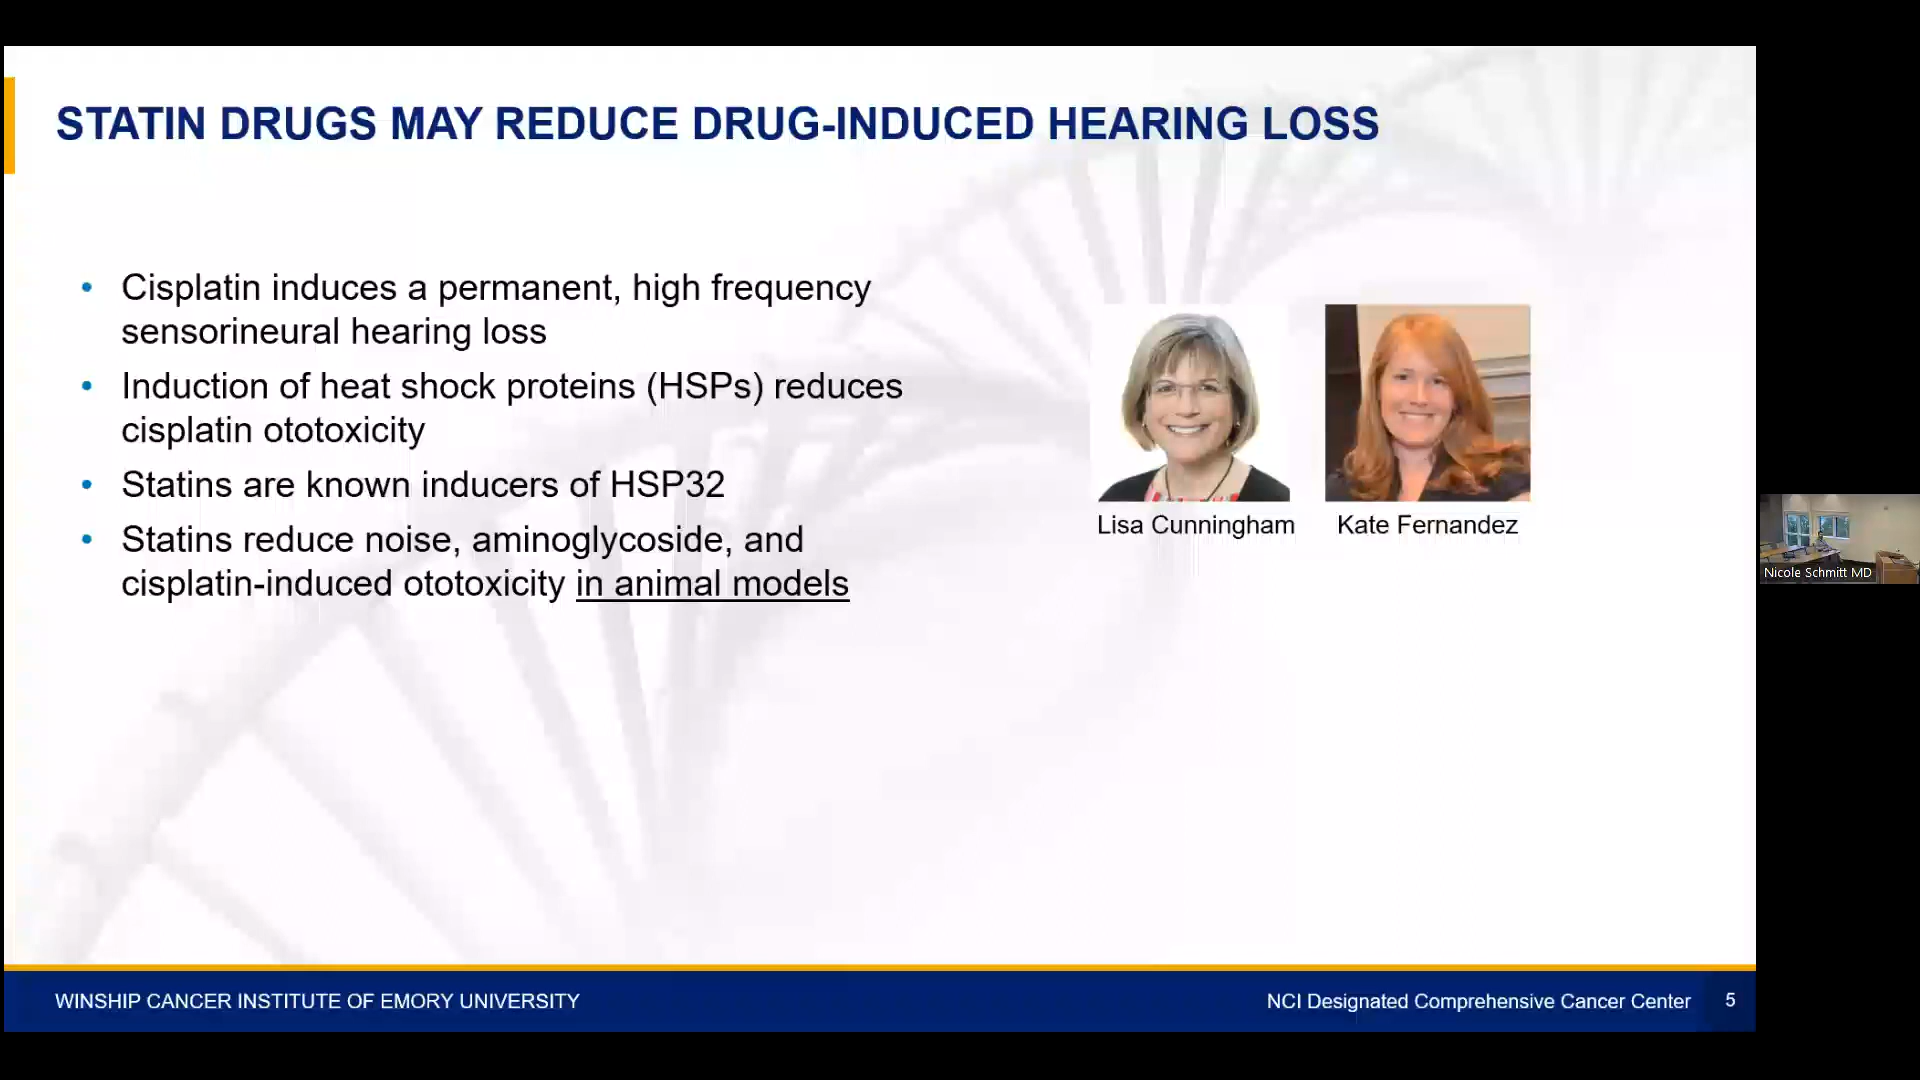 STATIN DRUGS MAY REDUCE DRUG-INDUCED HEARING LOSS
• Cisplatin induces a permanent, high frequency
sensorineural hearing loss
• Induction of heat shock proteins (HSPs) reduces
cisplatin ototoxicity
• Statins are known inducers of HSP32
• Statins reduce noise, aminoglycoside, and
cisplatin-induced ototoxicity in animal models
Lisa Cunningham
Kate Fernandez
Nicole Schmitt MD
WINSHIP CANCER INSTITUTE OF EMORY UNIVERSITY
NCI Designated Comprehensive Cancer Center
5